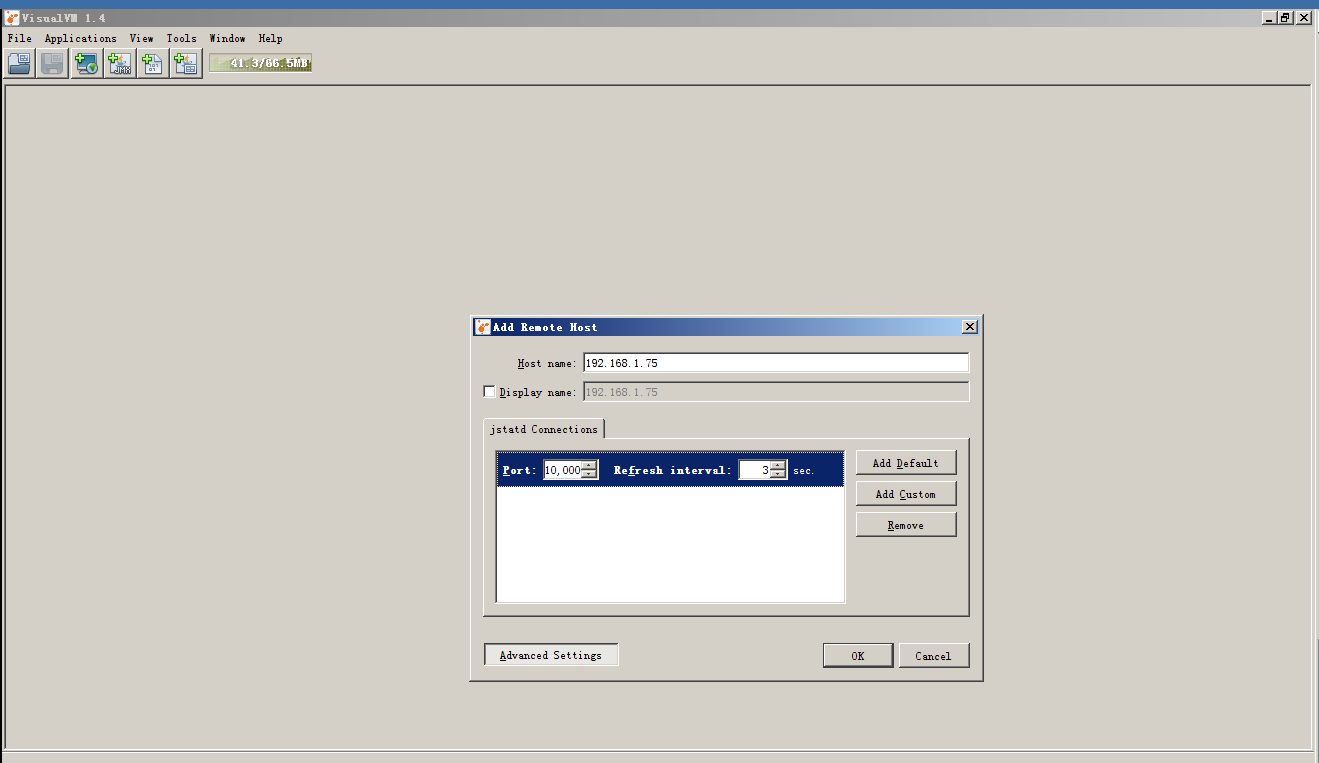 VisualVM 1.4
File Applications View Tools Window Help
JMX
41.3/66.5MB
Add Remote Host
Host name: 192.168.1.75
Display name: 192.168.1.75
jstatd Connections
Port: 10,000 Refresh interval: 3 sec.
Add Default
Add Custom
Remove
Advanced Settings
OK
Cancel